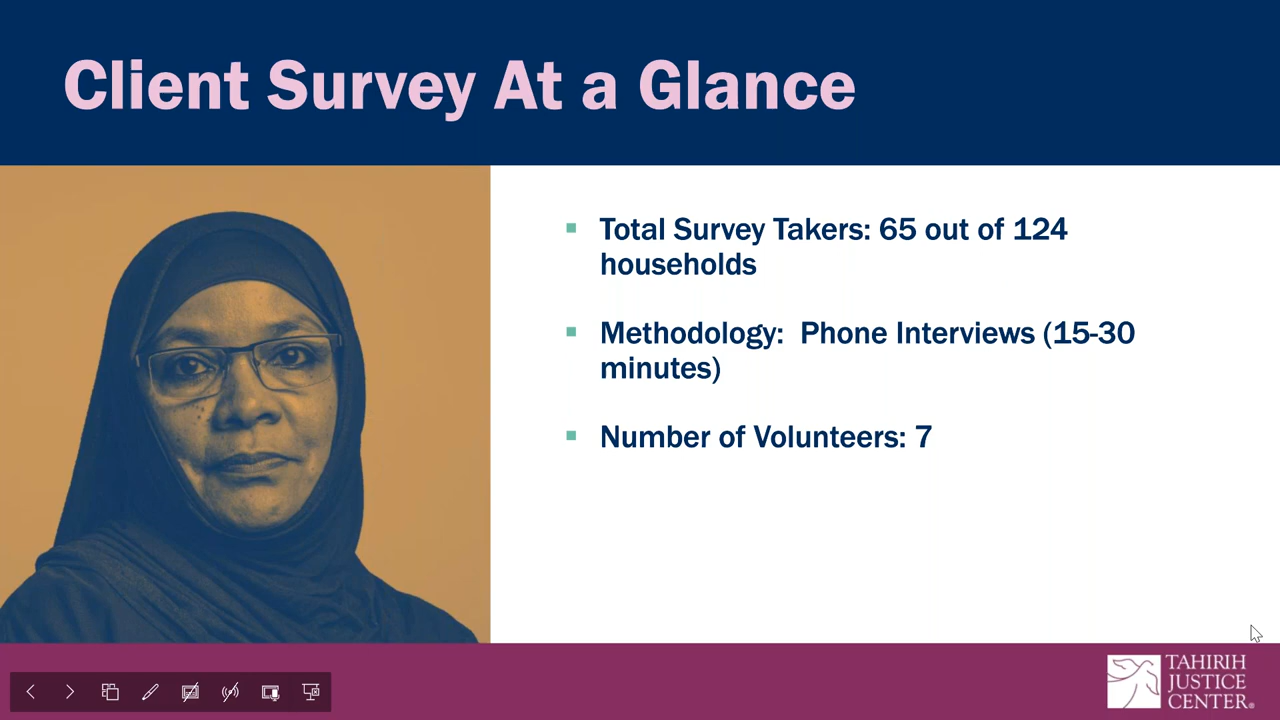 Client Survey At a Glance
▪ Total Survey Takers: 65 out of 124
households
▪ Methodology:  Phone Interviews (15-30
minutes)
▪ Number of Volunteers: 7
TAHIRIH
JUSTICE
CENTER®